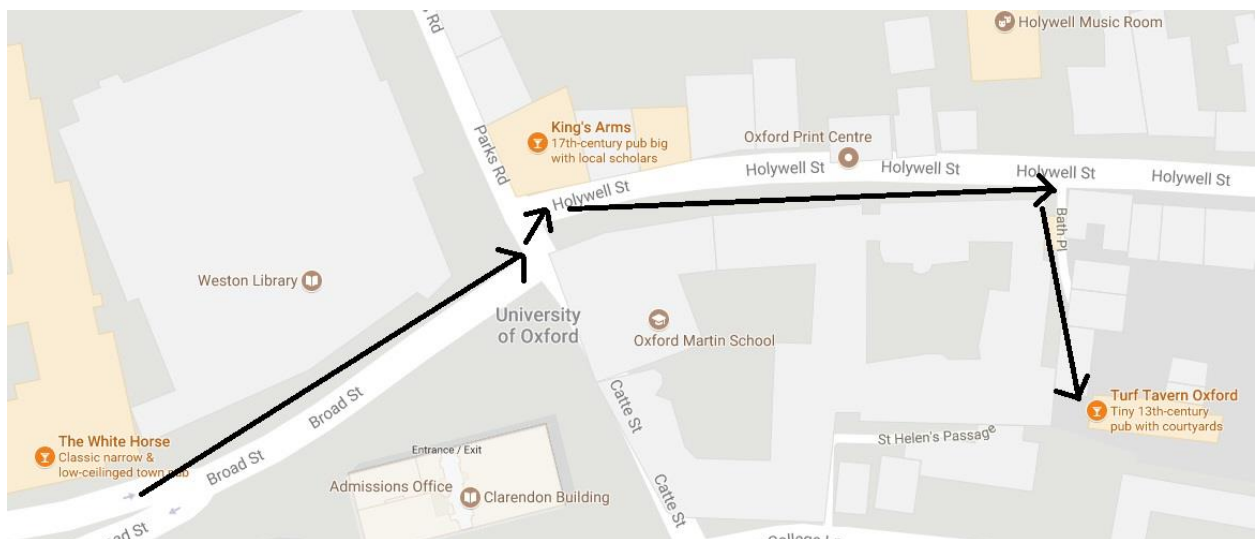 Holywell Music Room
s Rd
Parks Rd
King's Arms
17th-century pub big
with local scholars
Oxford Print Centre
Holywell St
Holywell St
Holywell St
Holywell St
Holywell St
Bath Pl
Weston Library
University
of Oxford
Oxford Martin School
Broad St
Catte St
Turf Tavern Oxford
Tiny 13th-century
pub with courtyards
The White Horse
Classic narrow &
low-ceilinged town pub
Broad St
Entrance / Exit
St Helen's Passage
Admissions Office
Clarendon Building
Catte St
ad St
College